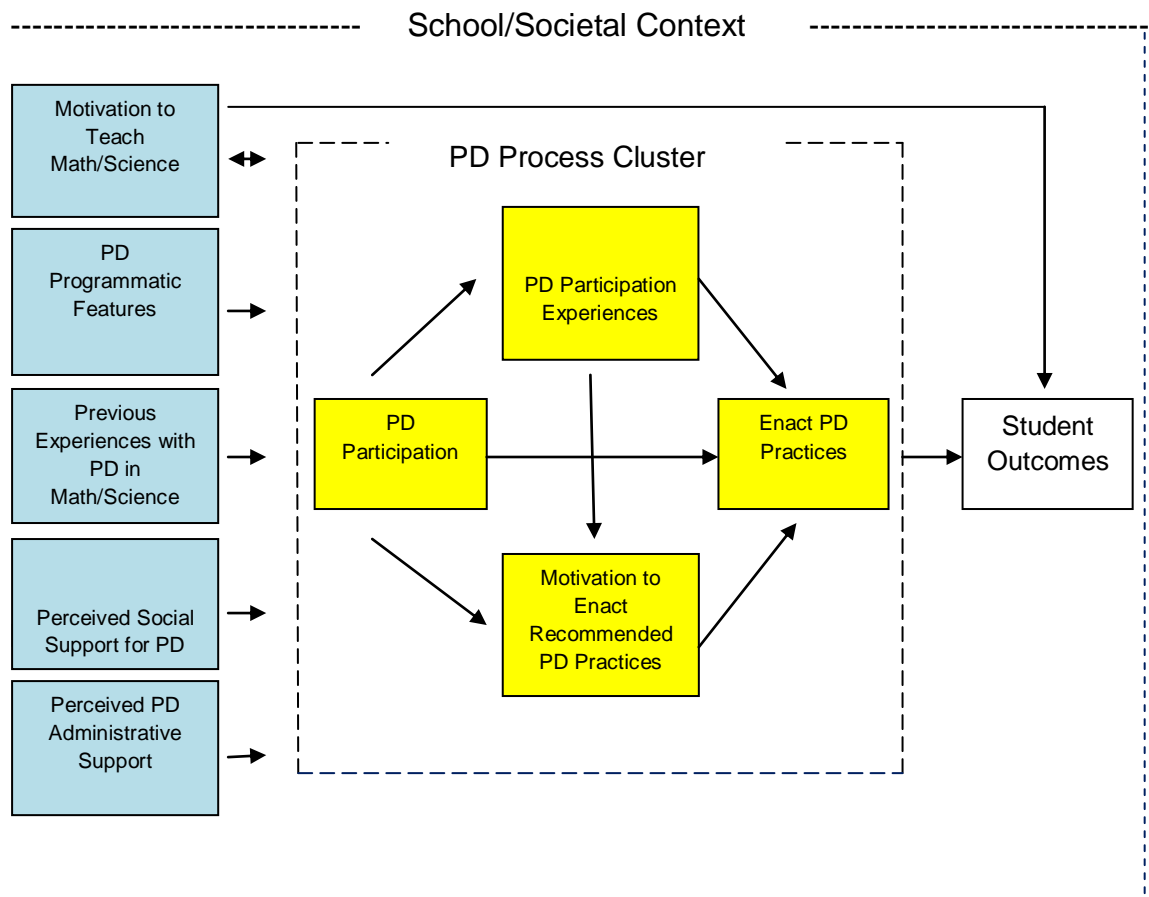 School/Societal Context
Motivation to
Teach
Math/Science
PD
Programmatic
Features
Previous
Experiences with
PD in
Math/Science
Perceived Social
Support for PD
Perceived PD
Administrative
Support
PD Process Cluster
PD Participation
Experiences
PD
Participation
Enact PD
Practices
Motivation to
Enact
Recommended
PD Practices
Student
Outcomes